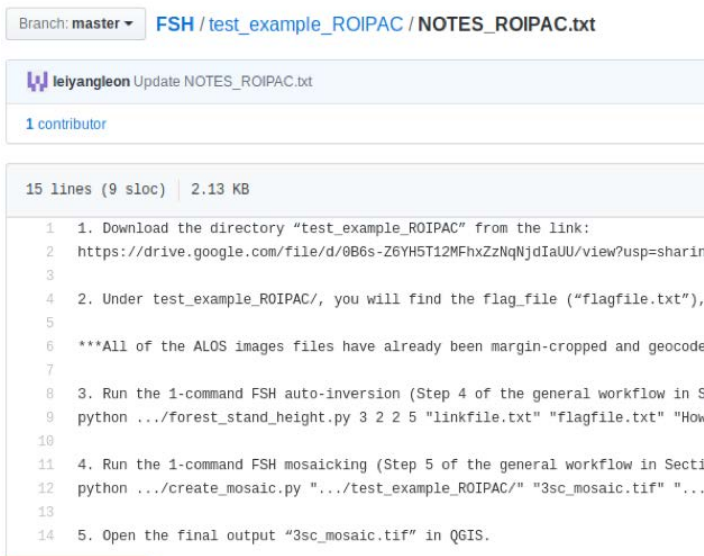 Branch: master
FSH / test_example_ROIPAC / NOTES_ROIPAC.txt
leiyangleon Update NOTES_ROIPAC.txt
1 contributor
15 lines (9 sloc) 2.13 KB
1 1. Download the directory “test_example_ROIPAC” from the link:
2 https://drive.google.com/file/d/0B6s-Z6YH5T12MFhxZzNqNjdIaUU/view?usp=sharin
3
4 2. Under test_example_ROIPAC/, you will find the flag_file (“flagfile.txt”),
5
6 ***All of the ALOS images files have already been margin-cropped and geocode
7
8 3. Run the 1-command FSH auto-inversion (Step 4 of the general workflow in S
9 python .../forest_stand_height.py 3 2 2 5 "linkfile.txt" "flagfile.txt" "How
10
11 4. Run the 1-command FSH mosaicking (Step 5 of the general workflow in Secti
12 python .../create_mosaic.py ".../test_example_ROIPAC/" "3sc_mosaic.tif" "...
13
14 5. Open the final output “3sc_mosaic.tif” in QGIS.